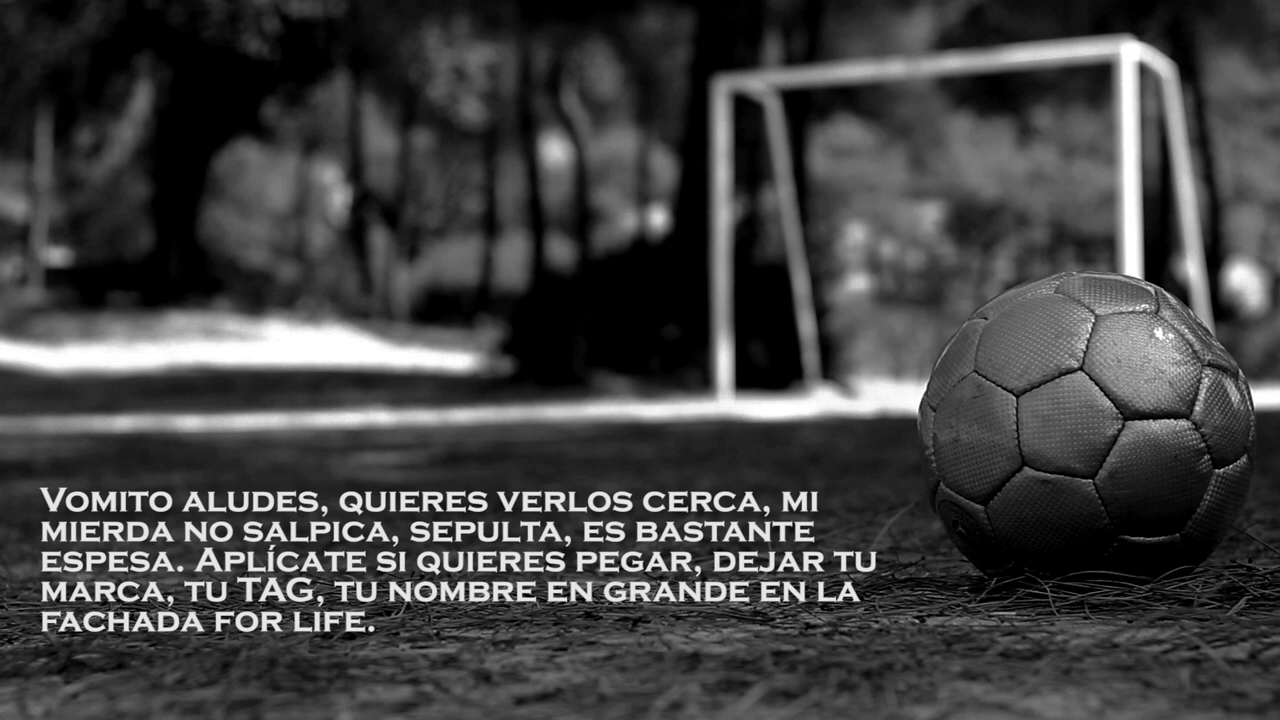 Vomito aludes, quieres verlos cerca, mi
mierda no salpica, sepulta, es bastante
espesa. Aplícate si quieres pegar, dejar tu
marca, tu TAG, tu nombre en grande en la
fachada for life.